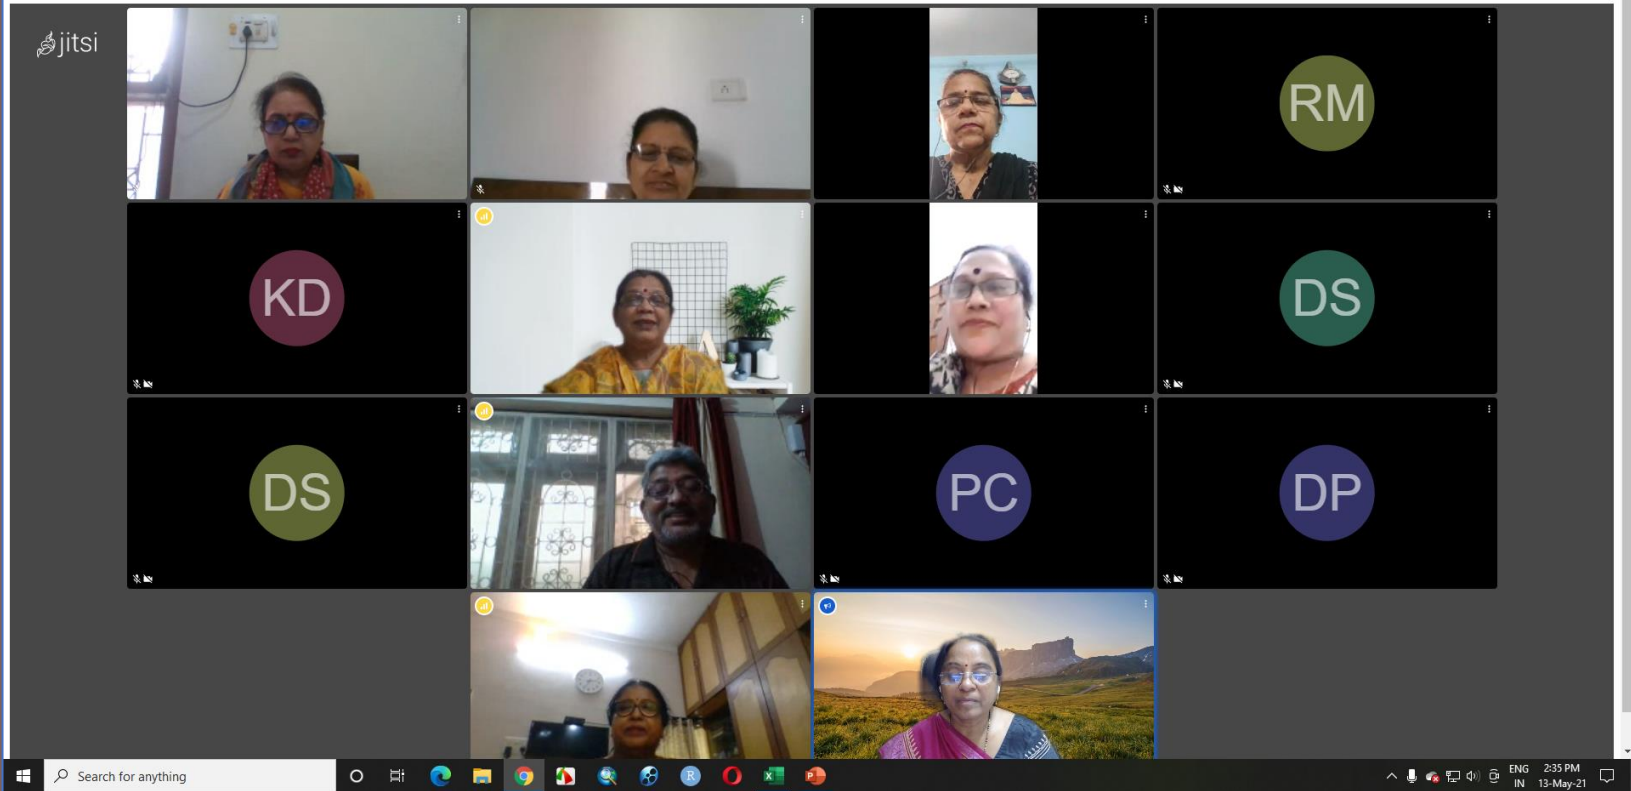 jitsi
RM
KD
DS
DS
PC
DP
Search for anything
R
ENG
IN
2:35 PM
13-May-21